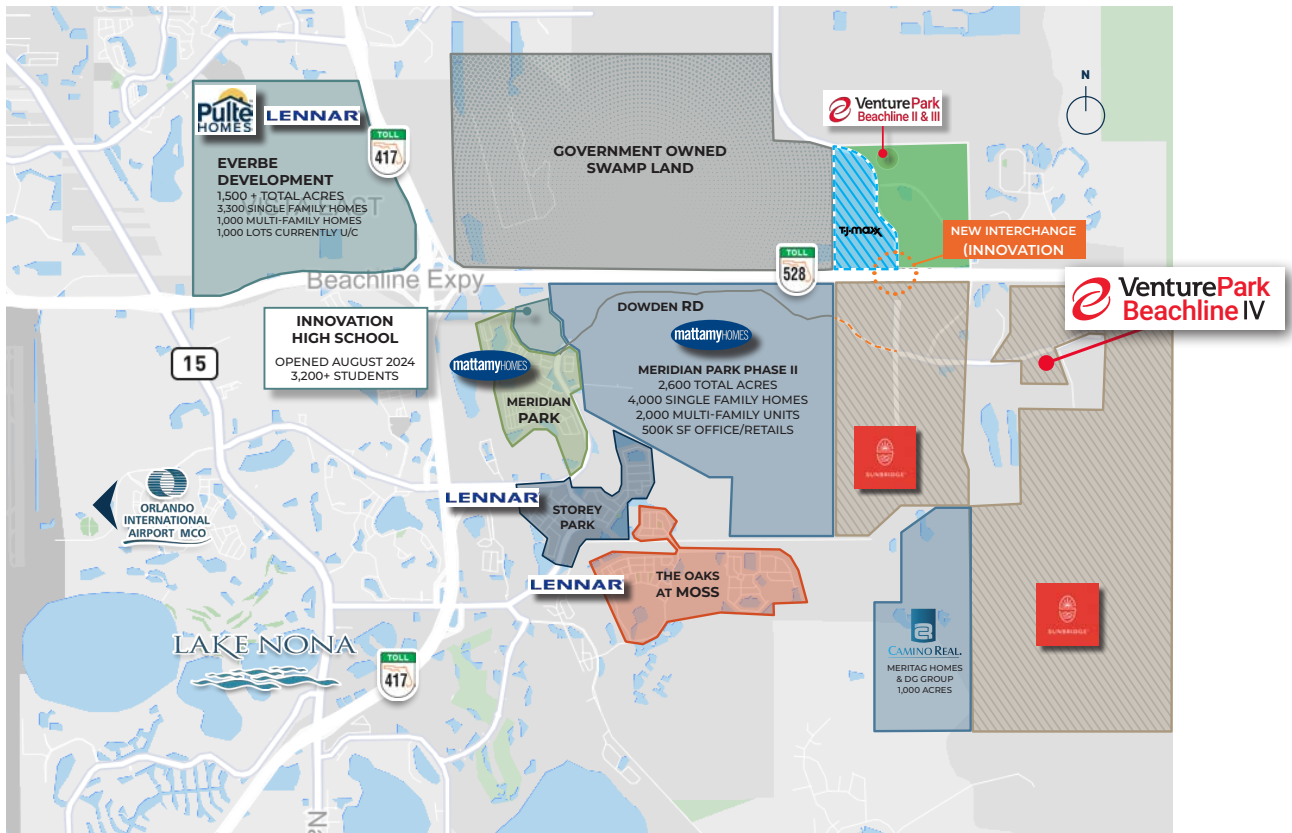 Pulte
HOMES
LENNAR
TOLL
417
EVERBE
DEVELOPMENT
1,500 + TOTAL ACRES
3,300 SINGLE FAMILY HOMES
1,000 MULTI-FAMILY HOMES
1,000 LOTS CURRENTLY U/C
GOVERNMENT OWNED
SWAMP LAND
VenturePark
Beachline II & III
N
T·J·maxx
NEW INTERCHANGE
(INNOVATION
TOLL
528
Beachline Expy
VenturePark
Beachline IV
INNOVATION
HIGH SCHOOL
OPENED AUGUST 2024
3,200+ STUDENTS
DOWDEN RD
mattamyHOMES
MERIDIAN PARK PHASE II
2,600 TOTAL ACRES
4,000 SINGLE FAMILY HOMES
2,000 MULTI-FAMILY UNITS
500K SF OFFICE/RETAILS
15
mattamyHOMES
MERIDIAN
PARK
SUNBRIDGE
LENNAR
STOREY
PARK
ORLANDO
INTERNATIONAL
AIRPORT MCO
LENNAR
THE OAKS
AT MOSS
SUNBRIDGE
LAKE NONA
TOLL
417
CAMINO REAL.
MERITAG HOMES
& DG GROUP
1,000 ACRES